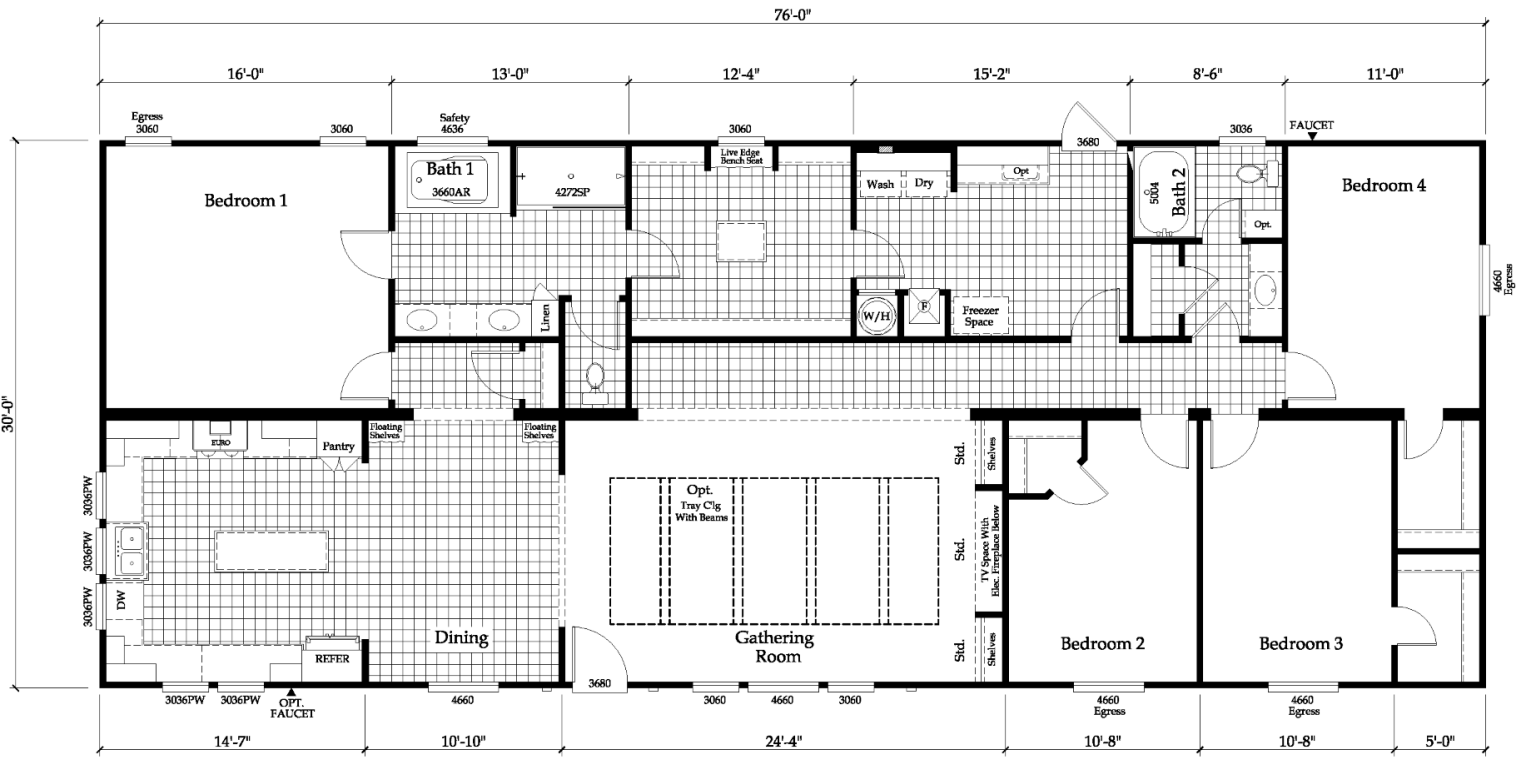 76'-0"
16'-0"
13'-0"
12'-4"
15'-2"
8'-6"
11'-0"
Egress
3060
3060
Safety
4636
3060
3680
3036
FAUCET
30'-0"
Bedroom 1
Bath 1
3660AR
4272SP
Live Edge
Bench Seat
Wash
Dry
Opt
5004
Bath 2
Opt.
Bedroom 4
4660
Egress
Linen
W/H
F
Freezer
Space
EURO
Pantry
Floating
Shelves
Floating
Shelves
3036PW
3036PW
3036PW
DW
REFER
Dining
Opt.
Tray C'lg
With Beams
Gathering
Room
Std.
Shelves
Std.
TV Space With
Elec. Fireplace Below
Std.
Shelves
Bedroom 2
Bedroom 3
3036PW
3036PW
OPT.
FAUCET
4660
3680
3060
4660
3060
4660
Egress
4660
Egress
14'-7"
10'-10"
24'-4"
10'-8"
10'-8"
5'-0"